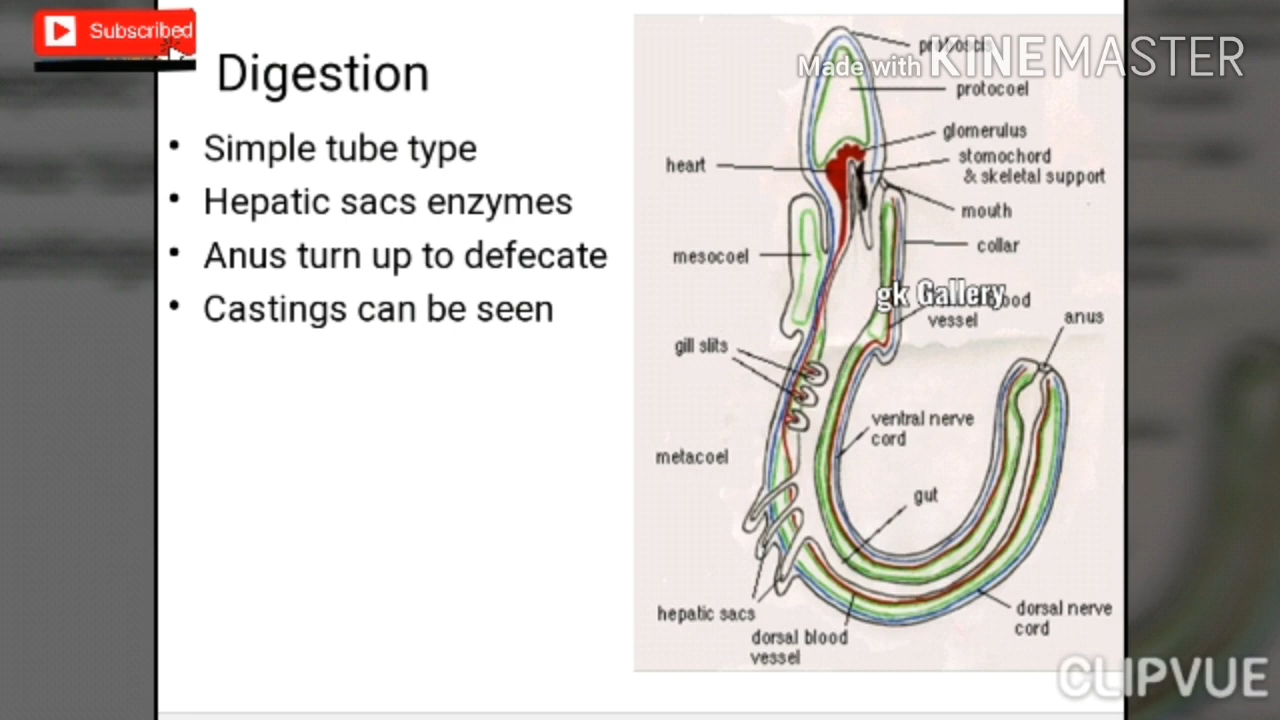 Subscribed
Digestion
• Simple tube type
• Hepatic sacs enzymes
• Anus turn up to defecate
• Castings can be seen
Made with KINEMASTER
protocoel
glomerulus
heart
stomochord
& skeletal support
mouth
collar
mesocoel
gk Gallery
vessel
anus
gill slits
ventral nerve
cord
metacoel
gut
hepatic sacs
dorsal blood
vessel
dorsal nerve
cord
CLIPVUE